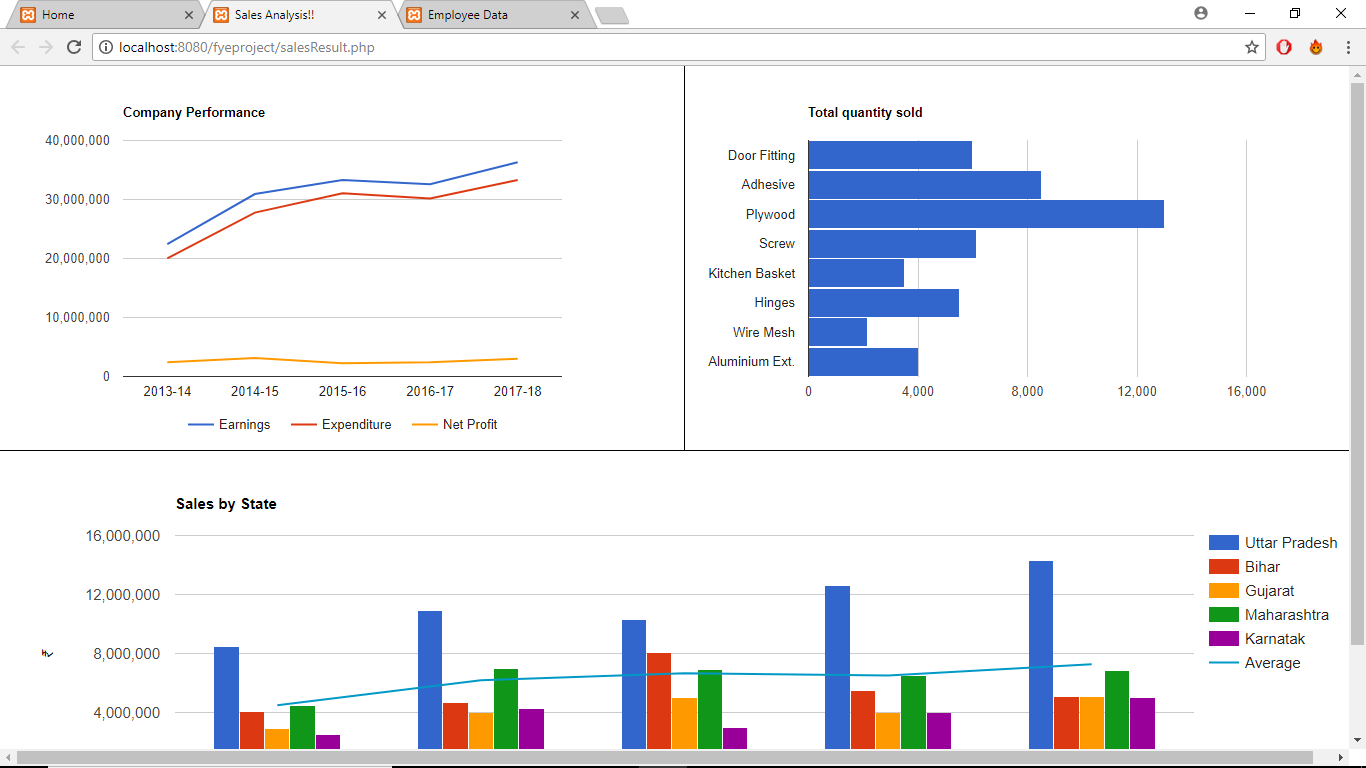 Home
Sales Analysis!!
Employee Data
localhost:8080/fyeproject/salesResult.php
Company Performance
40,000,000
30,000,000
20,000,000
10,000,000
0
2013-14 2014-15 2015-16 2016-17 2017-18
Earnings Expenditure Net Profit
Total quantity sold
Door Fitting
Adhesive
Plywood
Screw
Kitchen Basket
Hinges
Wire Mesh
Aluminium Ext.
0 4,000 8,000 12,000 16,000
Sales by State
16,000,000
12,000,000
8,000,000
4,000,000
Uttar Pradesh
Bihar
Gujarat
Maharashtra
Karnatak
Average